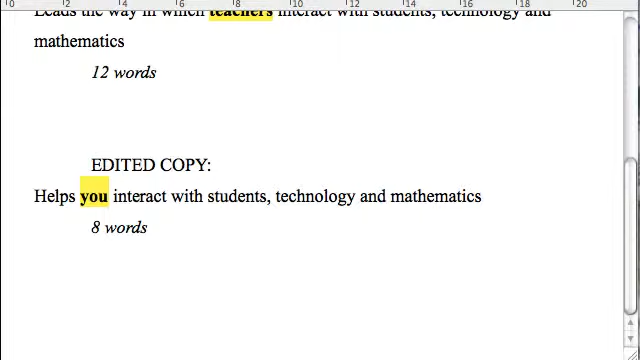 0 2 4 6 8 10 12 14 16 18 20
Leads the way in which teachers interact with students, technology and
mathematics
12 words
EDITED COPY:
Helps you interact with students, technology and mathematics
8 words